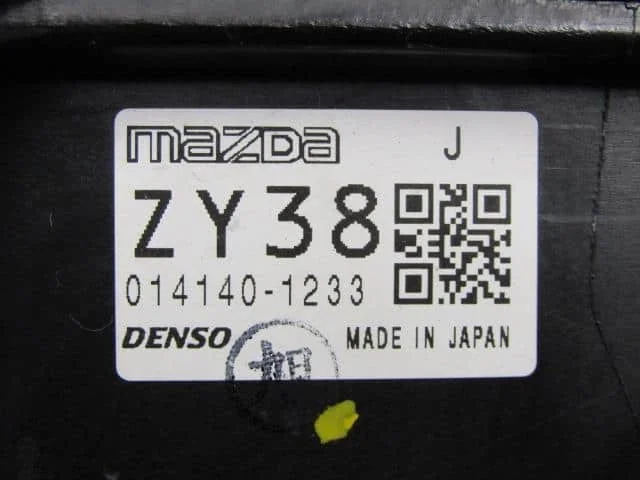 mazda J
ZY38
014140-1233
DENSO MADE IN JAPAN